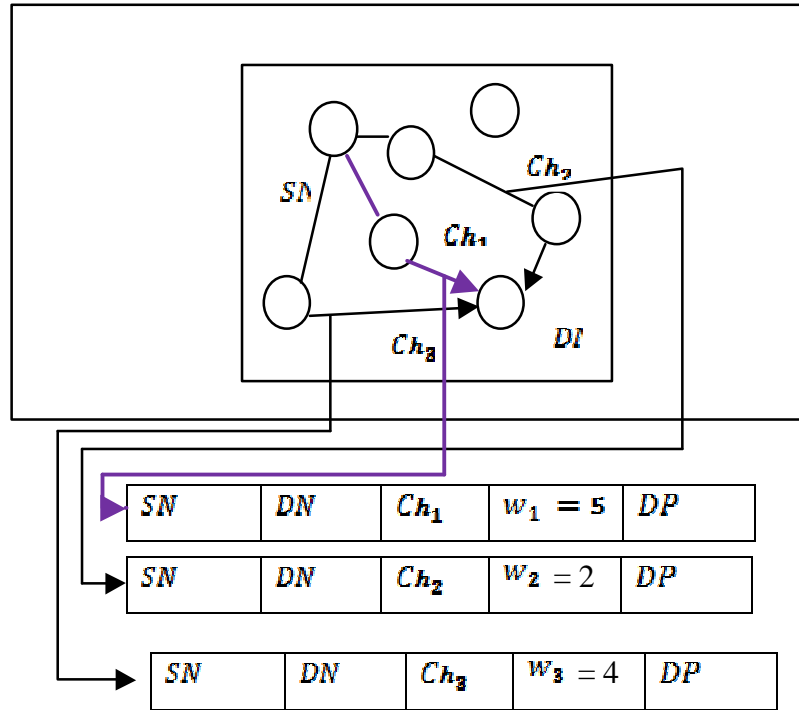 Ch₂
SN
Ch₁
Ch₃
SN DN Ch₁ w₁ = 5 DP
SN DN Ch₂ w₂ = 2 DP
SN DN Ch₃ w₃ = 4 DP